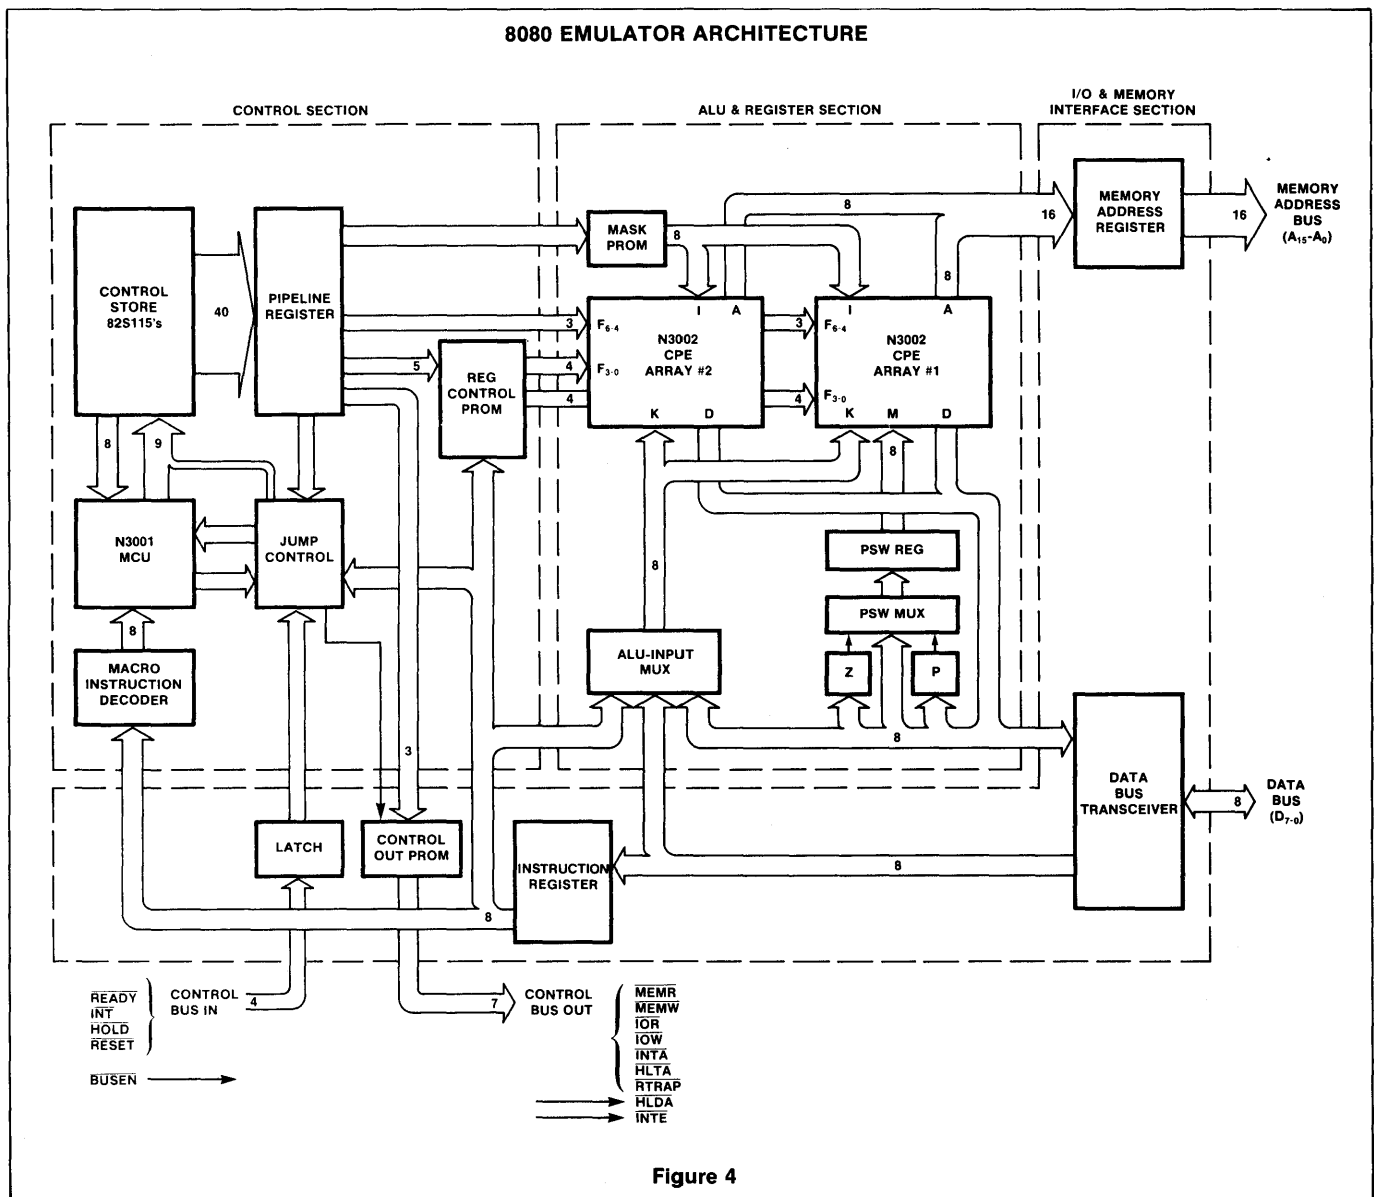 8080 EMULATOR ARCHITECTURE
CONTROL SECTION
ALU & REGISTER SECTION
I/O & MEMORY
INTERFACE SECTION
CONTROL
STORE
82S115's
40
PIPELINE
REGISTER
MASK
PROM
8
8
8
16
MEMORY
ADDRESS
REGISTER
16
MEMORY
ADDRESS
BUS
(A15-A0)
3
5
REG
CONTROL
PROM
4
4
I
A
F6-4
F3-0
N3002
CPE
ARRAY #2
K
D
3
4
I
A
F6-4
F3-0
N3002
CPE
ARRAY #1
K
M
D
8
9
8
N3001
MCU
JUMP
CONTROL
8
PSW REG
PSW MUX
Z
P
8
MACRO
INSTRUCTION
DECODER
ALU-INPUT
MUX
3
8
DATA
BUS
TRANSCEIVER
8
DATA
BUS
(D7-0)
LATCH
CONTROL
OUT PROM
INSTRUCTION
REGISTER
8
8
READY
INT
HOLD
RESET
CONTROL
BUS IN
4
7
CONTROL
BUS OUT
MEMR
MEMW
IOR
IOW
INTA
HLTA
RTRAP
HLDA
INTE
BUSEN
Figure 4